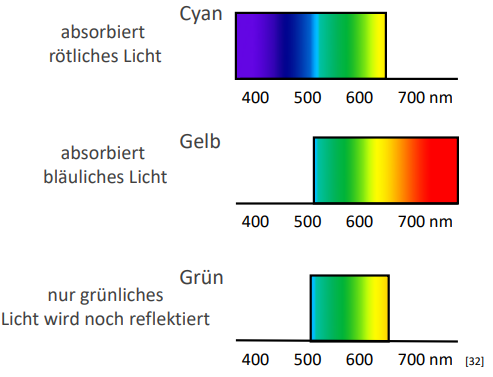 Cyan
absorbiert
rötliches Licht
400 500 600 700 nm
Gelb
absorbiert
bläuliches Licht
400 500 600 700 nm
Grün
nur grünliches
Licht wird noch reflektiert
400 500 600 700 nm [32]